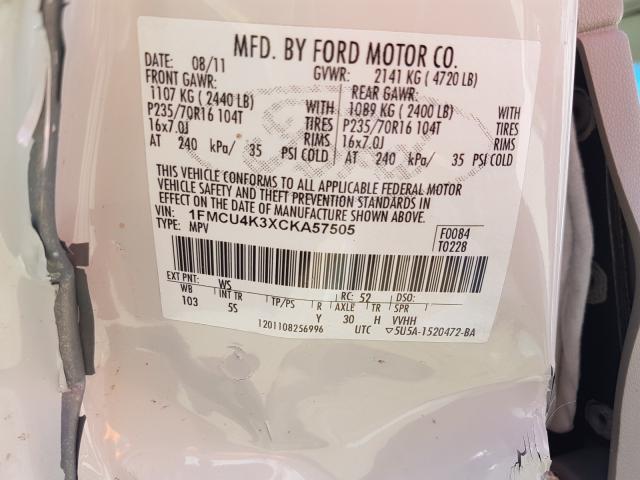 MFD. BY FORD MOTOR CO.
DATE: 08/11 GVWR: 2141 KG ( 4720 LB)
FRONT GAWR: REAR GAWR:
1107 KG ( 2440 LB) WITH 1089 KG ( 2400 LB) WITH
P235/70R16 104T TIRES P235/70R16 104T TIRES
16x7.0J RIMS 16x7.0J RIMS
AT 240 kPa/ 35 PSI COLD AT 240 kPa/ 35 PSI COLD
THIS VEHICLE CONFORMS TO ALL APPLICABLE FEDERAL MOTOR
VEHICLE SAFETY AND THEFT PREVENTION STANDARDS IN
EFFECT ON THE DATE OF MANUFACTURE SHOWN ABOVE.
VIN: 1FMCU4K3XCKA57505 F0084
TYPE: MPV T0228
EXT PNT: WS RC: 52 DSO:
WB INT TR TP/PS R AXLE TR SPR
103 SS Y 30 H VVHH
1201108256996 UTC ▽5U5A-1520472-BA